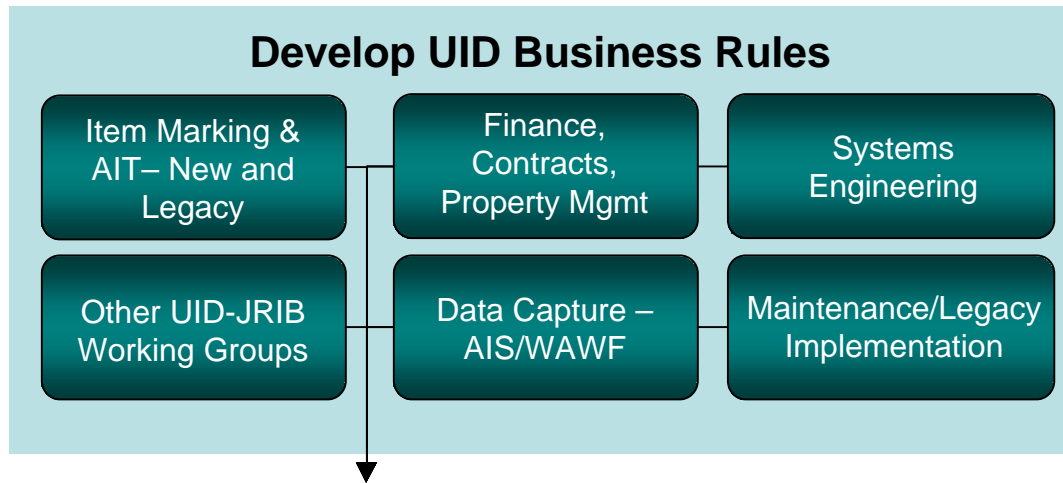 Develop UID Business Rules
Item Marking &
AIT– New and
Legacy
Finance,
Contracts,
Property Mgmt
Systems
Engineering
Other UID-JRIB
Working Groups
Data Capture –
AIS/WAWF
Maintenance/Legacy
Implementation